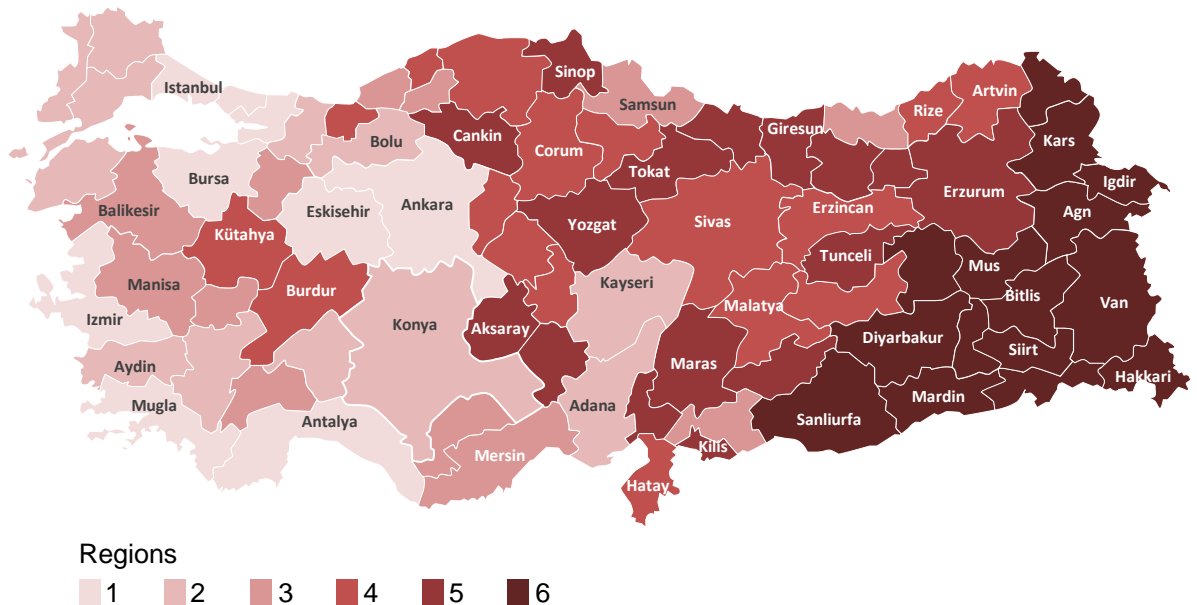 Istanbul
Sinop
Samsun
Artvin
Rize
Bolu
Cankin
Corum
Giresun
Kars
Bursa
Tokat
Igdir
Balikesir
Eskisehir
Ankara
Erzurum
Kütahya
Yozgat
Sivas
Erzincan
Agn
Tunceli
Mus
Manisa
Burdur
Kayseri
Malatya
Bitlis
Van
Izmir
Konya
Aksaray
Diyarbakur
Siirt
Aydin
Maras
Hakkari
Mugla
Adana
Mardin
Antalya
Sanliurfa
Mersin
Kilis
Hatay
Regions
1 2 3 4 5 6